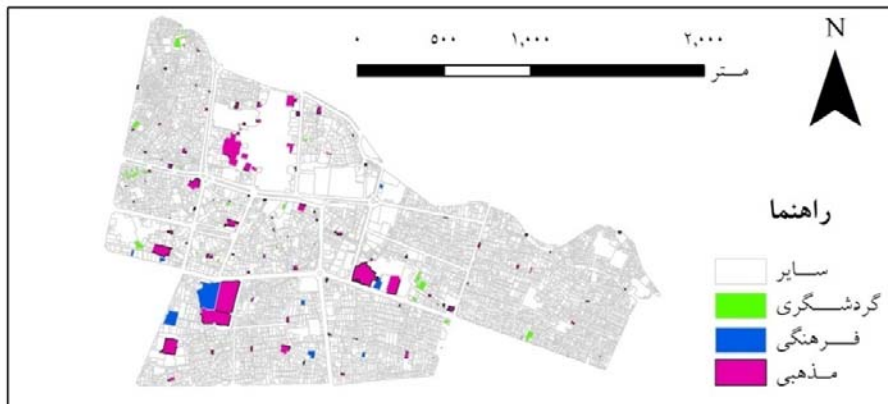 ۰ ۵۰۰ ۱,۰۰۰ ۲,۰۰۰
متر
N
راهنما
سایر
گردشگری
فرهنگی
مذهبی